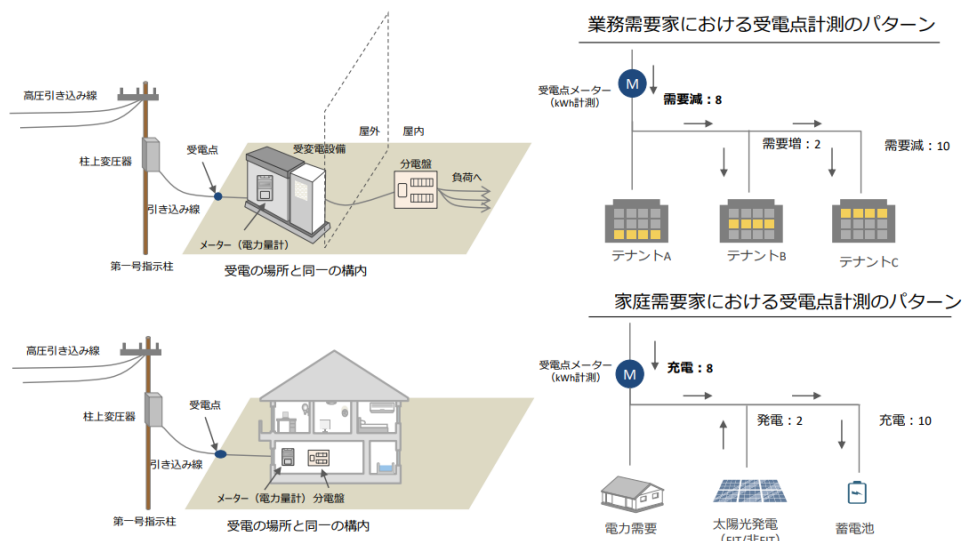 高圧引き込み線
柱上変圧器
受電点
引き込み線
第一号指示柱
屋外
屋内
受変電設備
分電盤
負荷へ
メーター（電力量計）
受電の場所と同一の構内
業務需要家における受電点計測のパターン
受電点メーター
（kWh計測）
M
需要減：8
需要増：2
需要減：10
テナントA
テナントB
テナントC
高圧引き込み線
柱上変圧器
受電点
引き込み線
第一号指示柱
メーター（電力量計）
分電盤
受電の場所と同一の構内
家庭需要家における受電点計測のパターン
受電点メーター
（kWh計測）
M
充電：8
発電：2
充電：10
電力需要
太陽光発電
（FIT/非FIT）
蓄電池